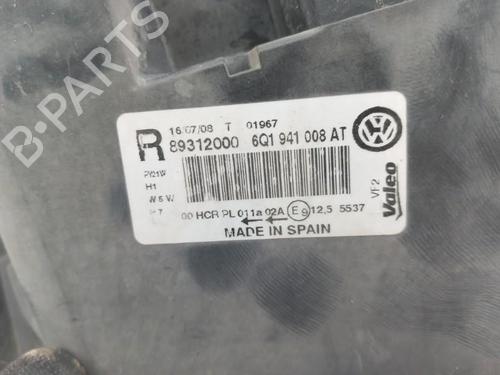 16/07/08 T 01967
R 89312000 6Q1 941 008 AT
PY21W
H1
W5W
H7
00 HCR PL 011a 02A E9 12,5 5537
MADE IN SPAIN
VF2
Valeo
B-PARTS